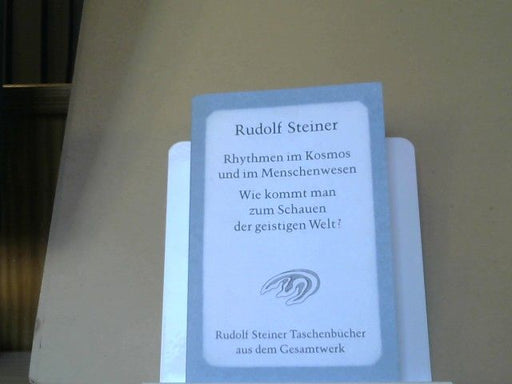 Rudolf Steiner
Rhythmen im Kosmos
und im Menschenwesen
Wie kommt man
zum Schauen
der geistigen Welt?
Rudolf Steiner Taschenbücher
aus dem Gesamtwerk